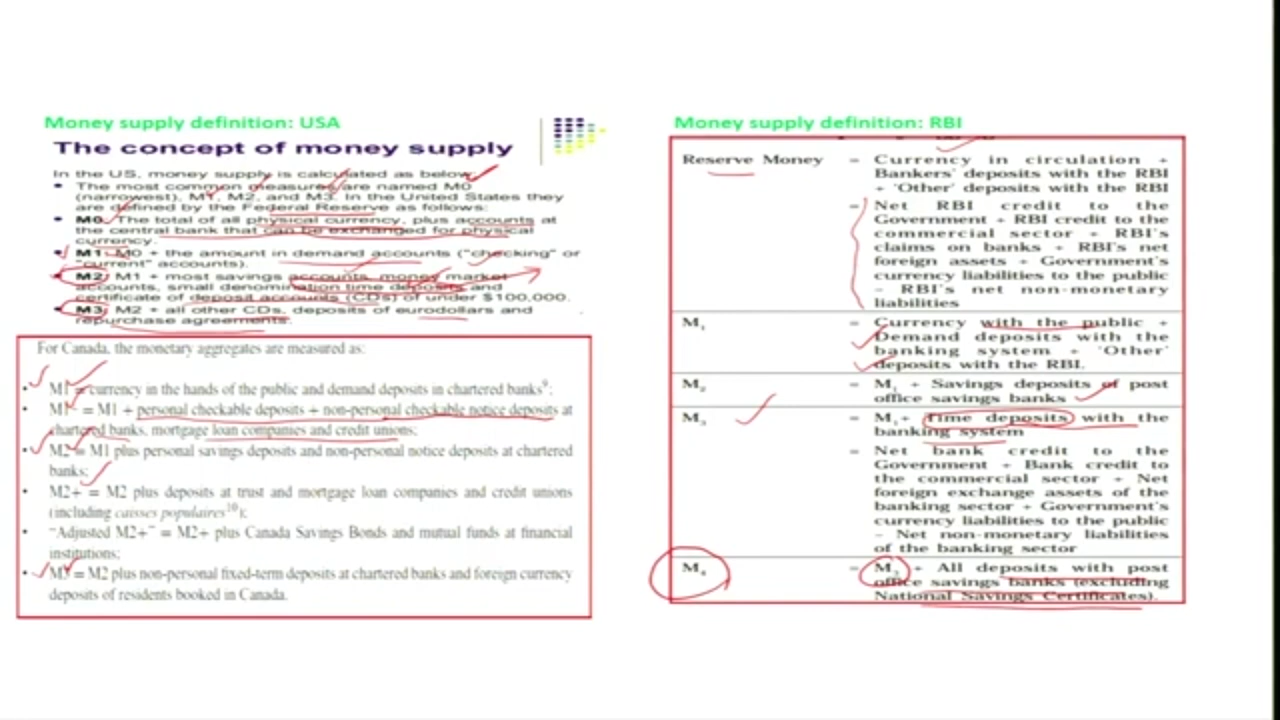 Money supply definition: USA
The concept of money supply
In the US, money supply is calculated as below
• The most common measures are named M0
(narrowest), M1, M2, and M3. In the United States they
are defined by the Federal Reserve as follows:
• M0: The total of all physical currency, plus accounts at
the central bank that can be exchanged for physical
currency.
• M1: M0 + the amount in demand accounts ("checking" or
"current" accounts).
• M2: M1 + most savings accounts, money market
accounts, small denomination time deposits and
certificate of deposit accounts (CDs) of under $100,000.
• M3: M2 + all other CDs, deposits of eurodollars and
repurchase agreements.
For Canada, the monetary aggregates are measured as:
• M1 = currency in the hands of the public and demand deposits in chartered banks⁹;
• = M1 + personal checkable deposits + non-personal checkable notice deposits at
chartered banks, mortgage loan companies and credit unions;
• M2 = M1 plus personal savings deposits and non-personal notice deposits at chartered
banks;
• M2+ = M2 plus deposits at trust and mortgage loan companies and credit unions
(including caisses populaires¹⁰);
• "Adjusted M2+" = M2+ plus Canada Savings Bonds and mutual funds at financial
institutions;
• M3 = M2 plus non-personal fixed-term deposits at chartered banks and foreign currency
deposits of residents booked in Canada.
Money supply definition: RBI
Reserve Money = Currency in circulation +
Bankers' deposits with the RBI
+ 'Other' deposits with the RBI
= Net RBI credit to the
Government + RBI credit to the
commercial sector + RBI's
claims on banks + RBI's net
foreign assets + Government's
currency liabilities to the public
– RBI's net non-monetary
liabilities
M₁ = Currency with the public +
Demand deposits with the
banking system + 'Other'
deposits with the RBI.
M₂ = M₁ + Savings deposits of post
office savings banks
M₃ = M₁+ Time deposits with the
banking system
= Net bank credit to the
Government + Bank credit to
the commercial sector + Net
foreign exchange assets of the
banking sector + Government's
currency liabilities to the public
– Net non-monetary liabilities
of the banking sector
M₄ = M₃ + All deposits with post
office savings banks (excluding
National Savings Certificates).